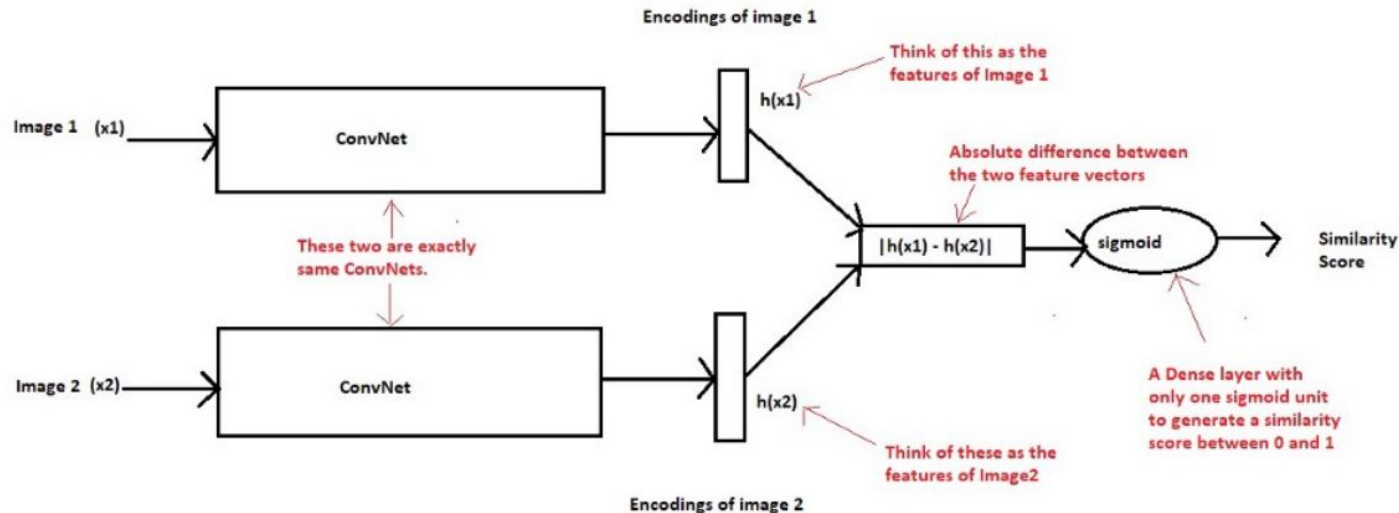 Encodings of image 1
Think of this as the
features of Image 1
h(x1)
Image 1 (x1)
ConvNet
Absolute difference between
the two feature vectors
These two are exactly
same ConvNets.
|h(x1) - h(x2)|
sigmoid
Similarity
Score
Image 2 (x2)
ConvNet
h(x2)
A Dense layer with
only one sigmoid unit
to generate a similarity
score between 0 and 1
Think of these as the
features of Image2
Encodings of image 2